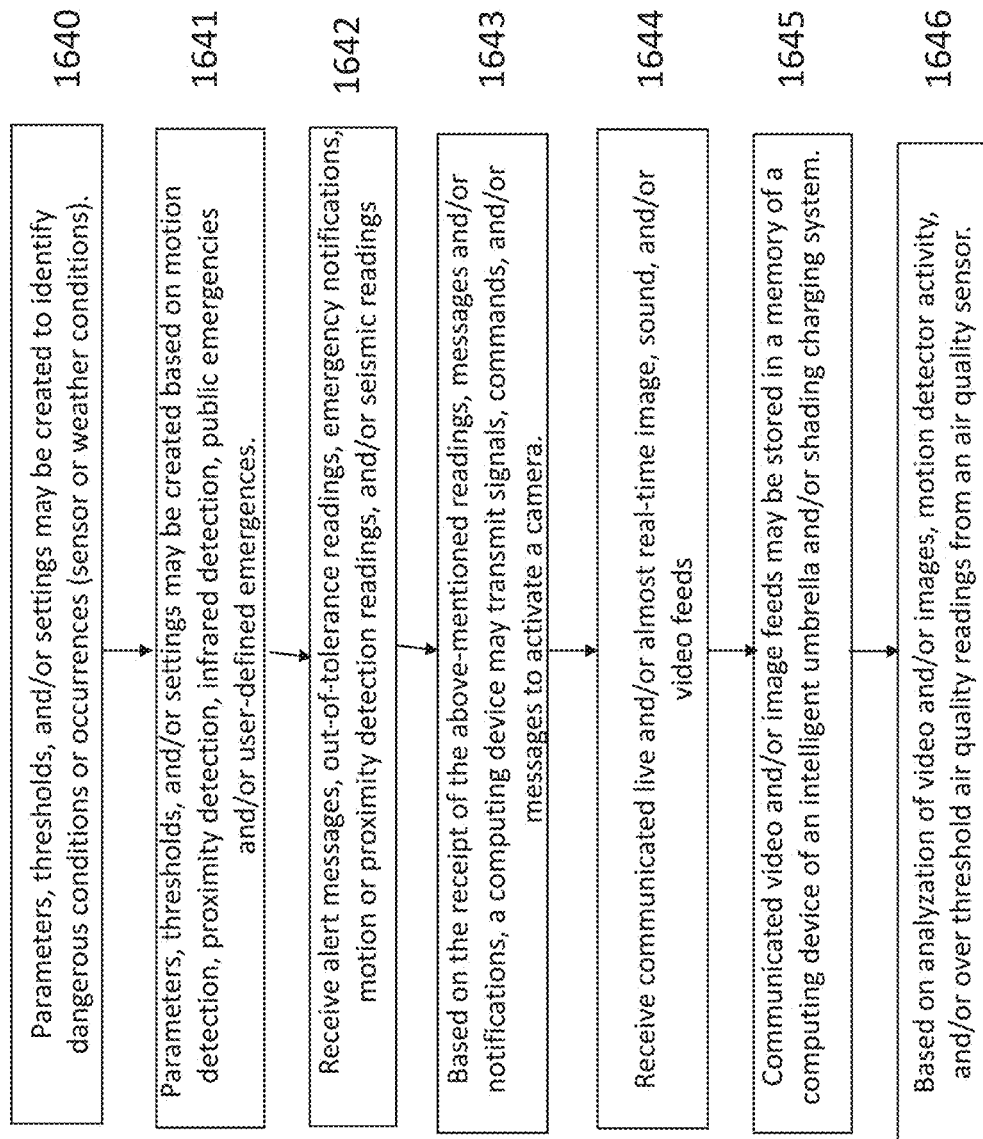 Parameters, thresholds, and/or settings may be created to identify
dangerous conditions or occurrences (sensor or weather conditions).
1640
Parameters, thresholds, and/or settings may be created based on motion
detection, proximity detection, infrared detection, public emergencies
and/or user-defined emergences.
1641
Receive alert messages, out-of-tolerance readings, emergency notifications,
motion or proximity detection readings, and/or seismic readings
1642
Based on the receipt of the above-mentioned readings, messages and/or
notifications, a computing device may transmit signals, commands, and/or
messages to activate a camera.
1643
Receive communicated live and/or almost real-time image, sound, and/or
video feeds
1644
Communicated video and/or image feeds may be stored in a memory of a
computing device of an intelligent umbrella and/or shading charging system.
1645
Based on analyzation of video and/or images, motion detector activity,
and/or over threshold air quality readings from an air quality sensor.
1646